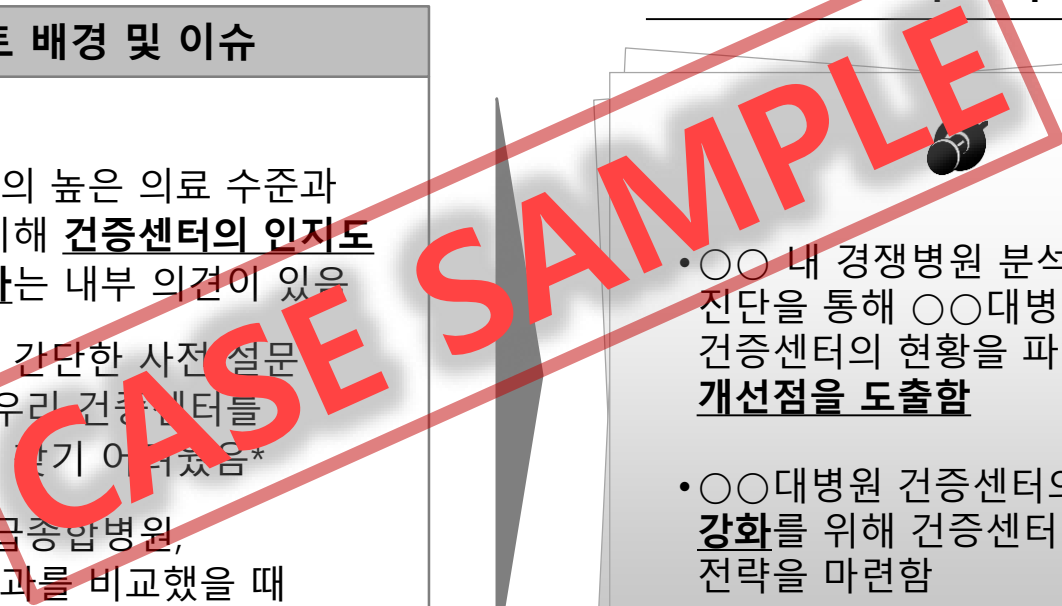 배경 및 이슈
의 높은 의료 수준과
해 건증센터의 인지도
는 내부 의견이 있음
간단한 사전 설문
우리 건증센터를
찾기 어려웠음*
급종합병원,
과를 비교했을 때
CASE SAMPLE
•○○ 내 경쟁병원 분석
진단을 통해 ○○대병
건증센터의 현황을 파
개선점을 도출함
•○○대병원 건증센터의
강화를 위해 건증센터
전략을 마련함